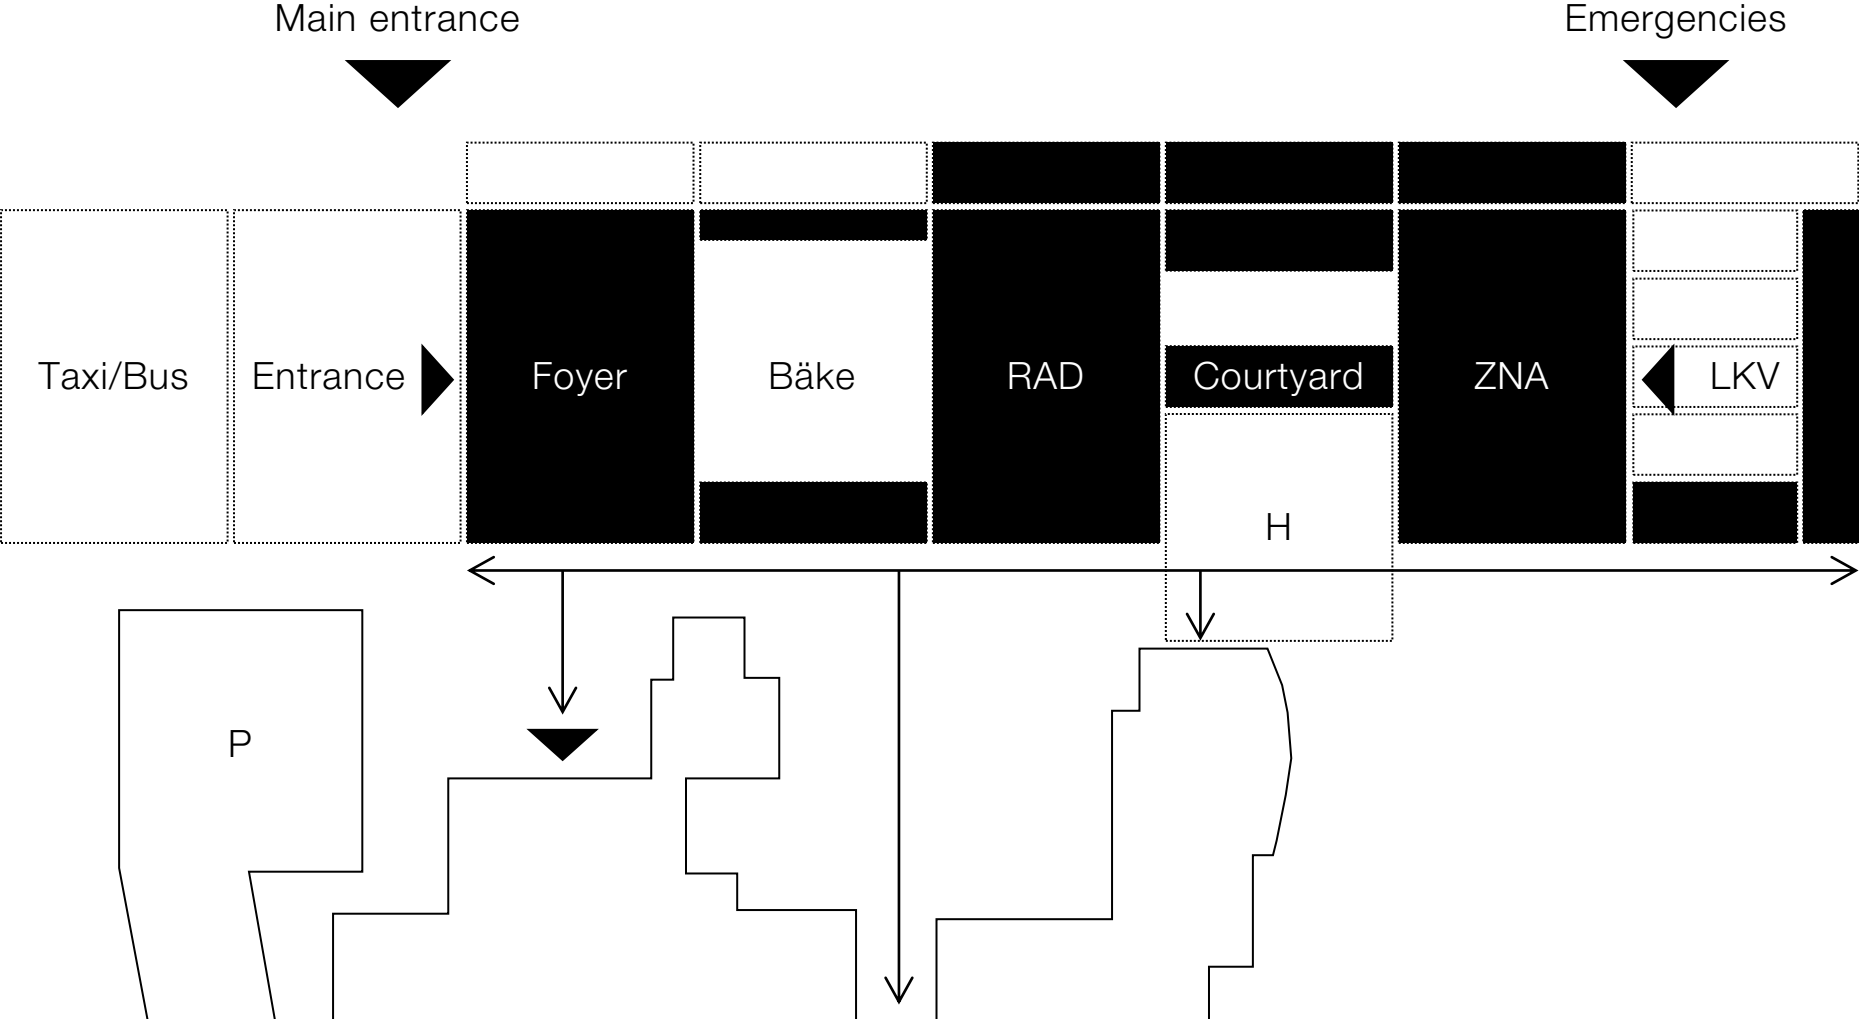 Main entrance
Emergencies
Taxi/Bus
Entrance
Foyer
Bäke
RAD
Courtyard
ZNA
LKV
H
P